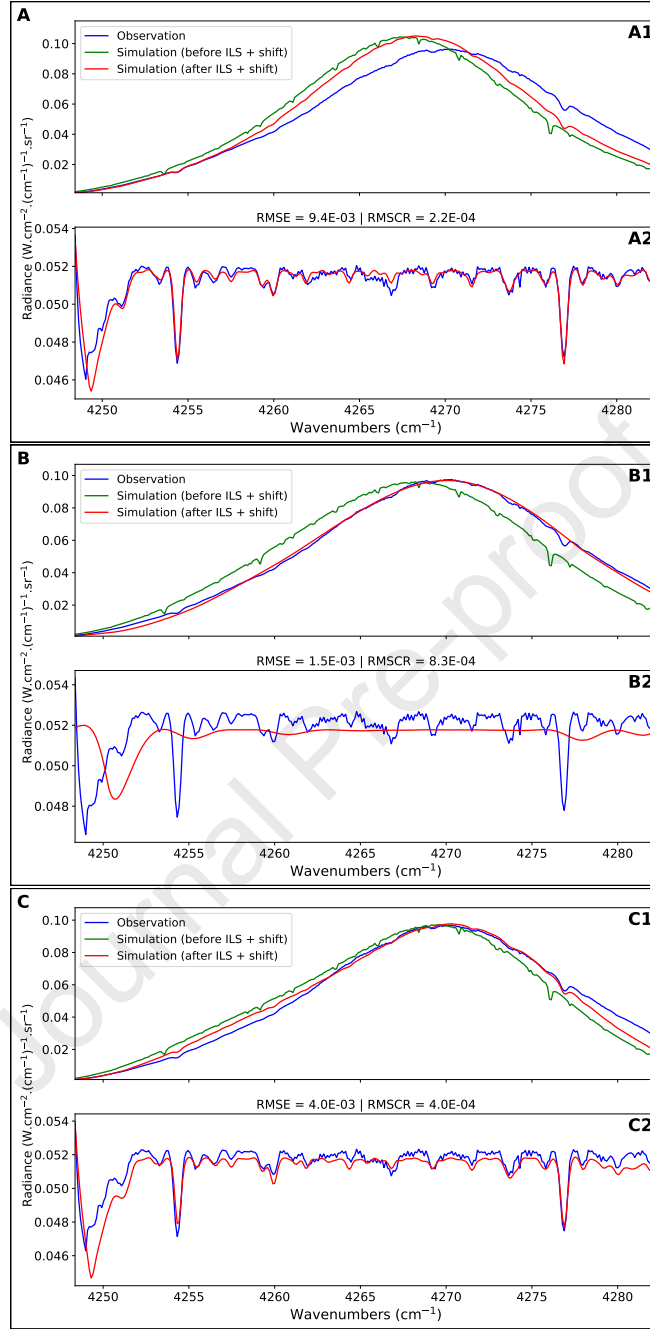 A
A1
Observation
Simulation (before ILS + shift)
Simulation (after ILS + shift)
0.10
0.08
0.06
0.04
0.02
Radiance (W.cm⁻².(cm⁻¹)⁻¹.sr⁻¹)
RMSE = 9.4E-03 | RMSCR = 2.2E-04
A2
0.054
0.052
0.050
0.048
0.046
4250 4255 4260 4265 4270 4275 4280
Wavenumbers (cm⁻¹)
B
B1
Observation
Simulation (before ILS + shift)
Simulation (after ILS + shift)
0.10
0.08
0.06
0.04
0.02
Radiance (W.cm⁻².(cm⁻¹)⁻¹.sr⁻¹)
RMSE = 1.5E-03 | RMSCR = 8.3E-04
B2
0.054
0.052
0.050
0.048
4250 4255 4260 4265 4270 4275 4280
Wavenumbers (cm⁻¹)
C
C1
Observation
Simulation (before ILS + shift)
Simulation (after ILS + shift)
0.10
0.08
0.06
0.04
0.02
Radiance (W.cm⁻².(cm⁻¹)⁻¹.sr⁻¹)
RMSE = 4.0E-03 | RMSCR = 4.0E-04
C2
0.054
0.052
0.050
0.048
0.046
4250 4255 4260 4265 4270 4275 4280
Wavenumbers (cm⁻¹)
Journal Pre-proof